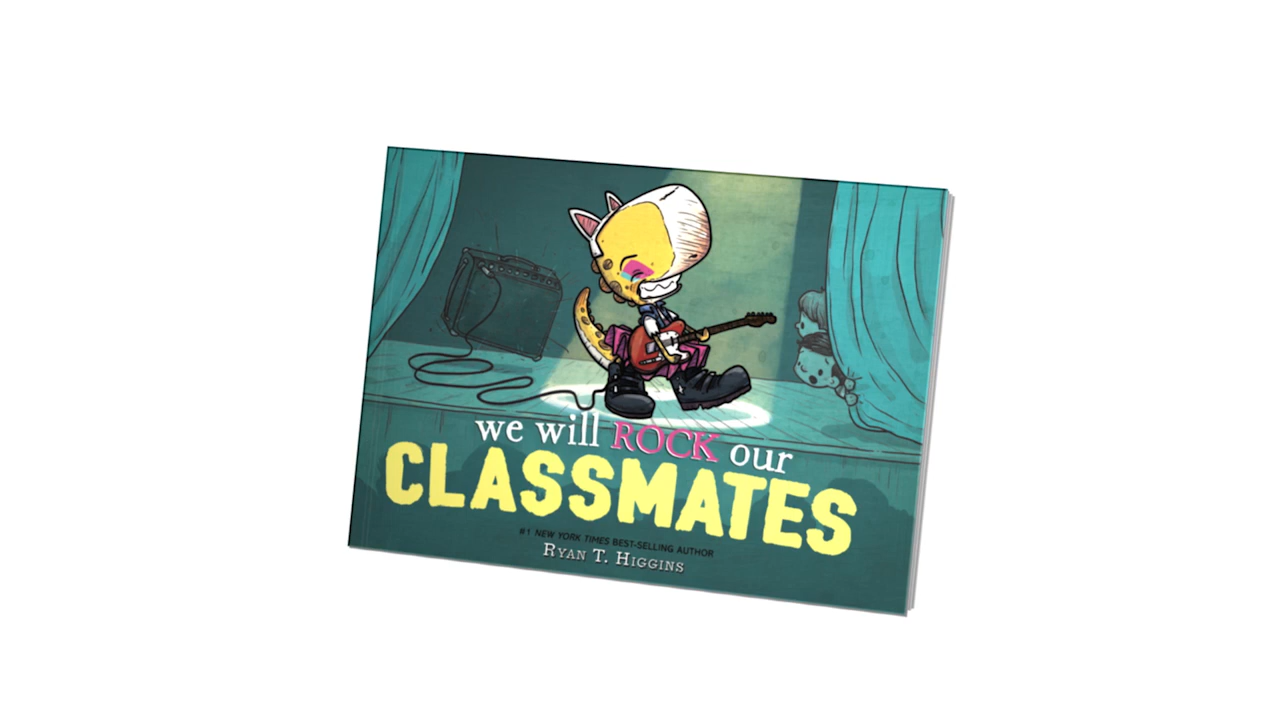 we will ROCK our
CLASSMATES
#1 NEW YORK TIMES BEST-SELLING AUTHOR
RYAN T. HIGGINS